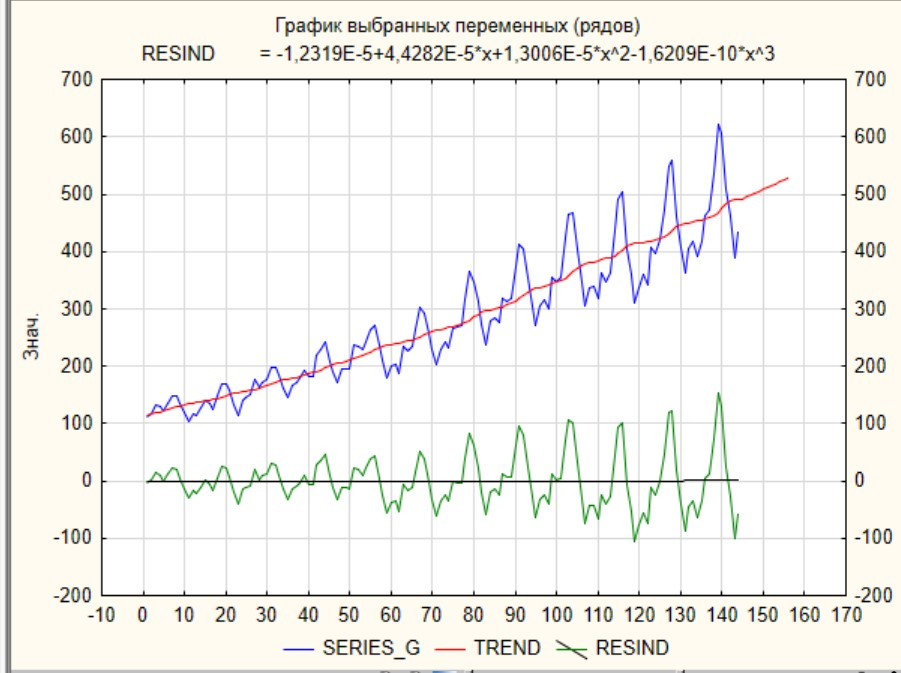 График выбранных переменных (рядов)
RESIND = -1,2319E-5+4,4282E-5*x+1,3006E-5*x^2-1,6209E-10*x^3
700 700
600 600
500 500
400 400
300 300
200 200
100 100
0 0
-100 -100
-200 -200
Знач.
-10 0 10 20 30 40 50 60 70 80 90 100 110 120 130 140 150 160 170
SERIES_G TREND RESIND